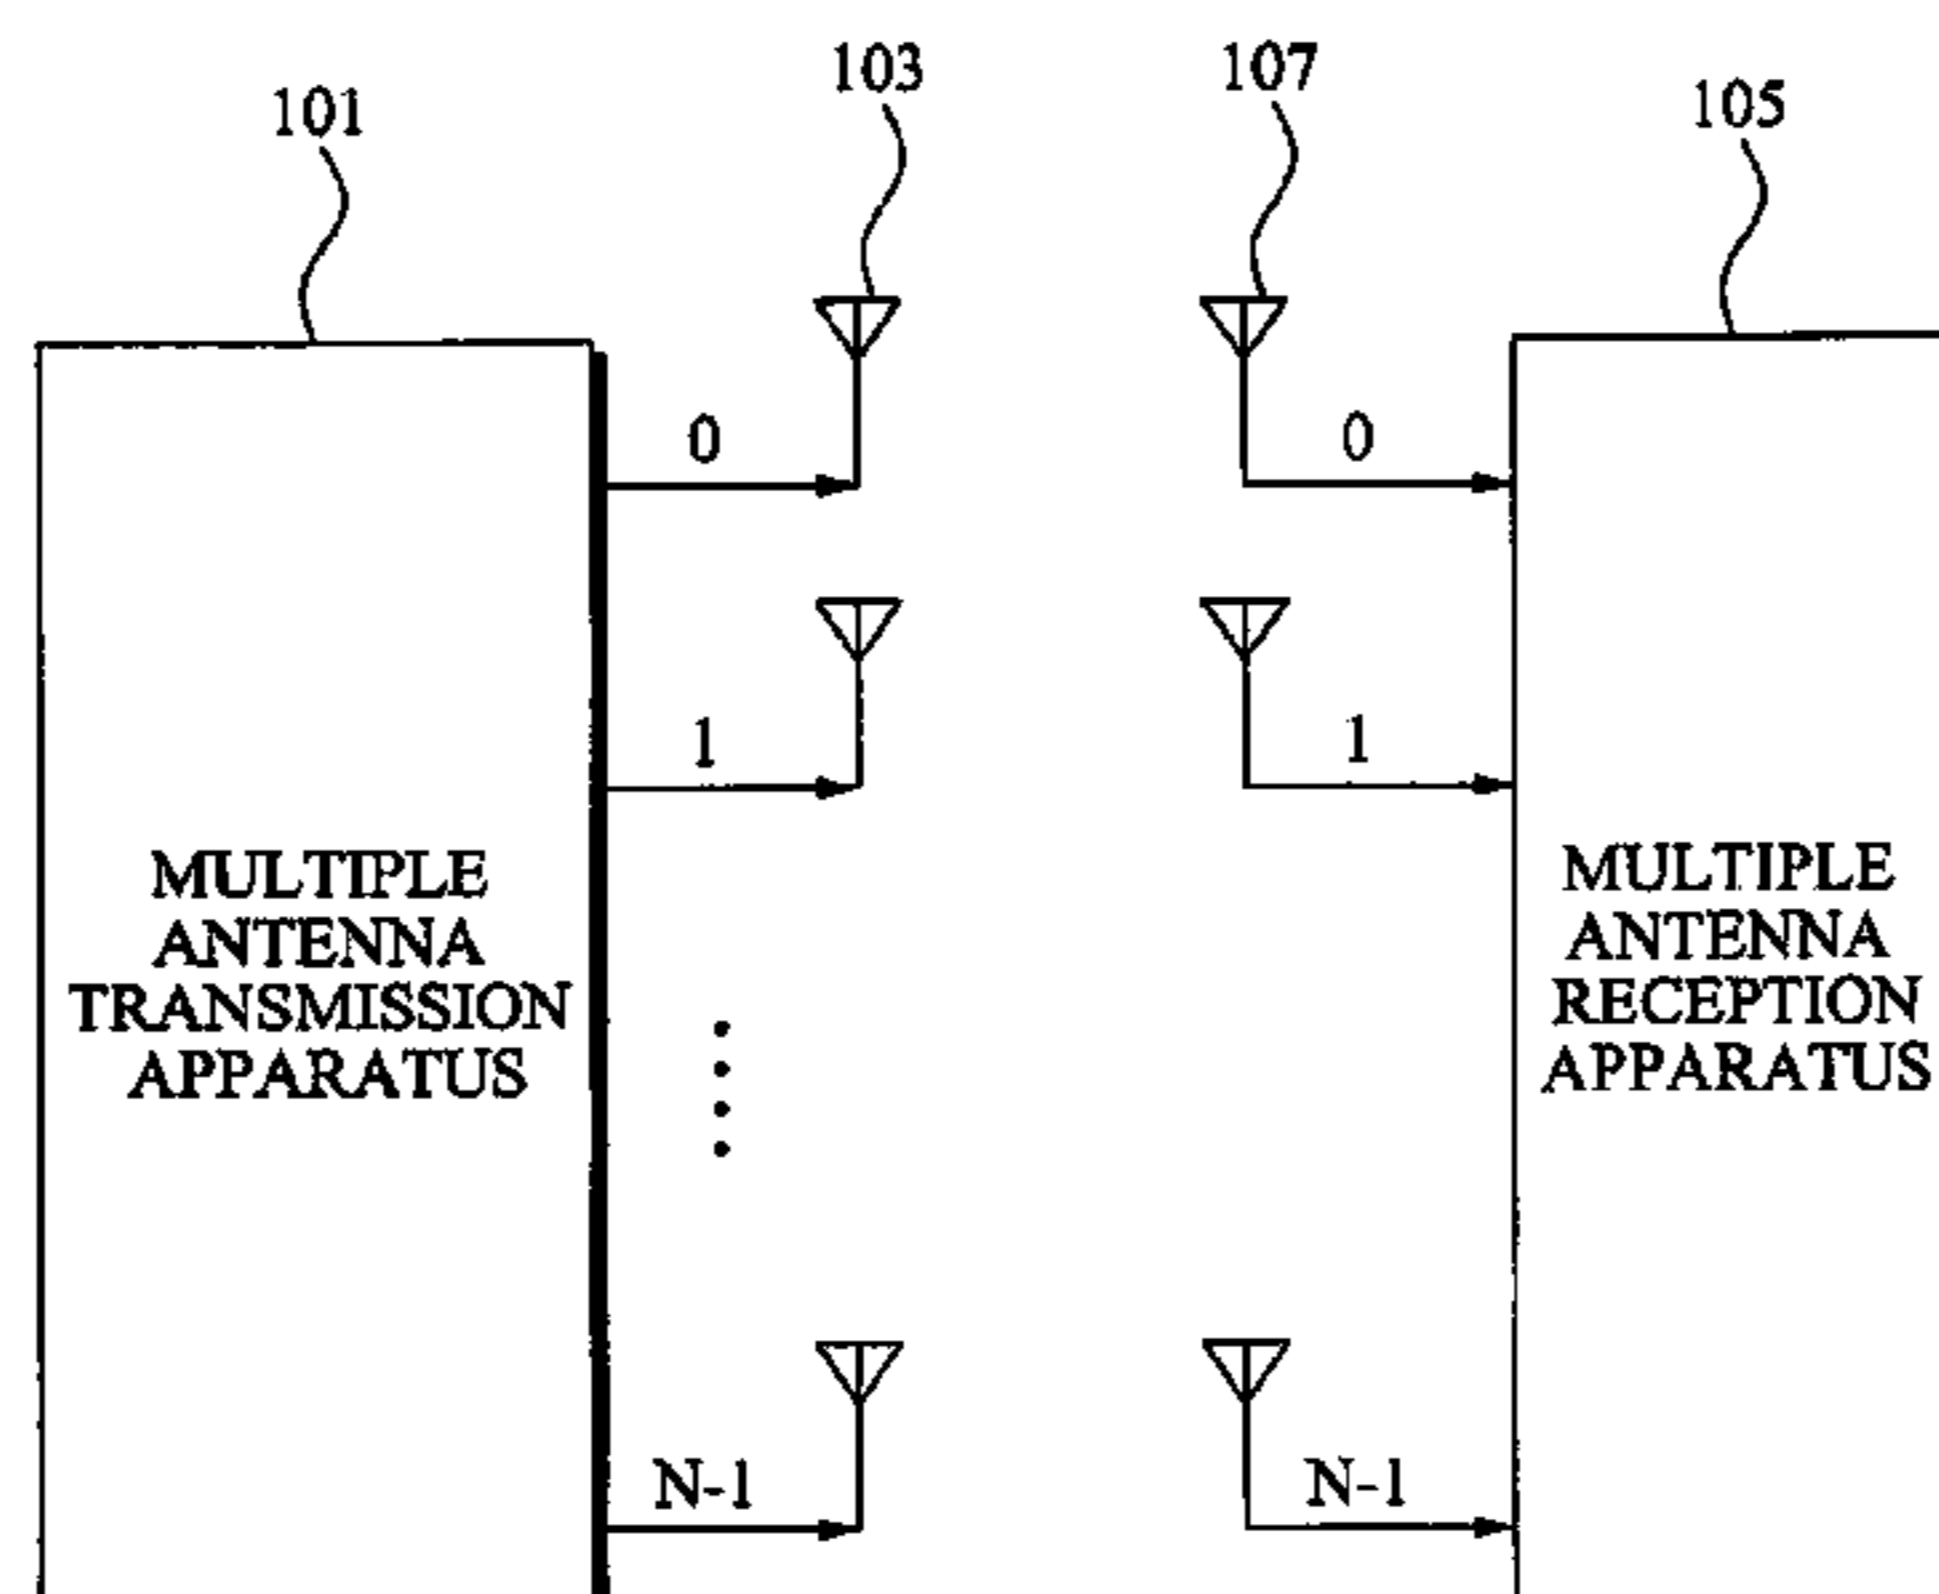 101
103
107
105
0
0
1
1
MULTIPLE
ANTENNA
TRANSMISSION
APPARATUS
MULTIPLE
ANTENNA
RECEPTION
APPARATUS
N-1
N-1